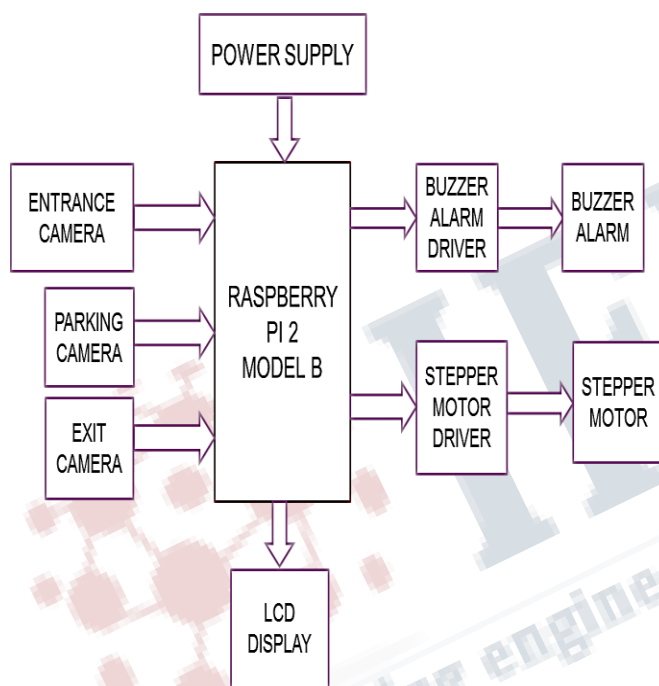 POWER SUPPLY
ENTRANCE
CAMERA
PARKING
CAMERA
EXIT
CAMERA
RASPBERRY
PI 2
MODEL B
BUZZER
ALARM
DRIVER
BUZZER
ALARM
STEPPER
MOTOR
DRIVER
STEPPER
MOTOR
LCD
DISPLAY